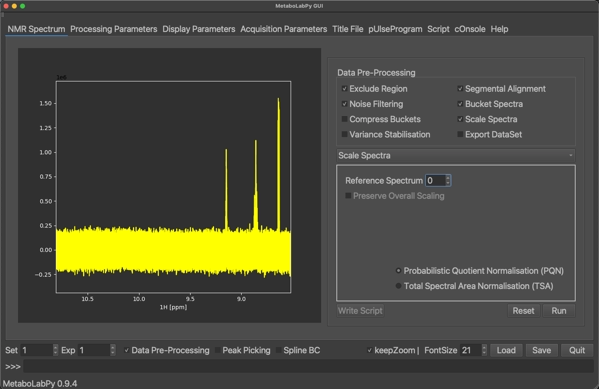 MetaboLabPy GUI
NMR Spectrum Processing Parameters Display Parameters Acquisition Parameters Title File pUlseProgram Script cOnsole Help
1e6
1.50
1.25
1.00
0.75
0.50
0.25
0.00
−0.25
10.5 10.0 9.5 9.0
1H [ppm]
Data Pre-Processing
Exclude Region Segmental Alignment
Noise Filtering Bucket Spectra
Compress Buckets Scale Spectra
Variance Stabilisation Export DataSet
Scale Spectra
Reference Spectrum 0
Preserve Overall Scaling
Probabilistic Quotient Normalisation (PQN)
Total Spectral Area Normalisation (TSA)
Write Script Reset Run
Set 1 Exp 1 Data Pre-Processing Peak Picking Spline BC keepZoom | FontSize 21 Load Save Quit
>>>
MetaboLabPy 0.9.4